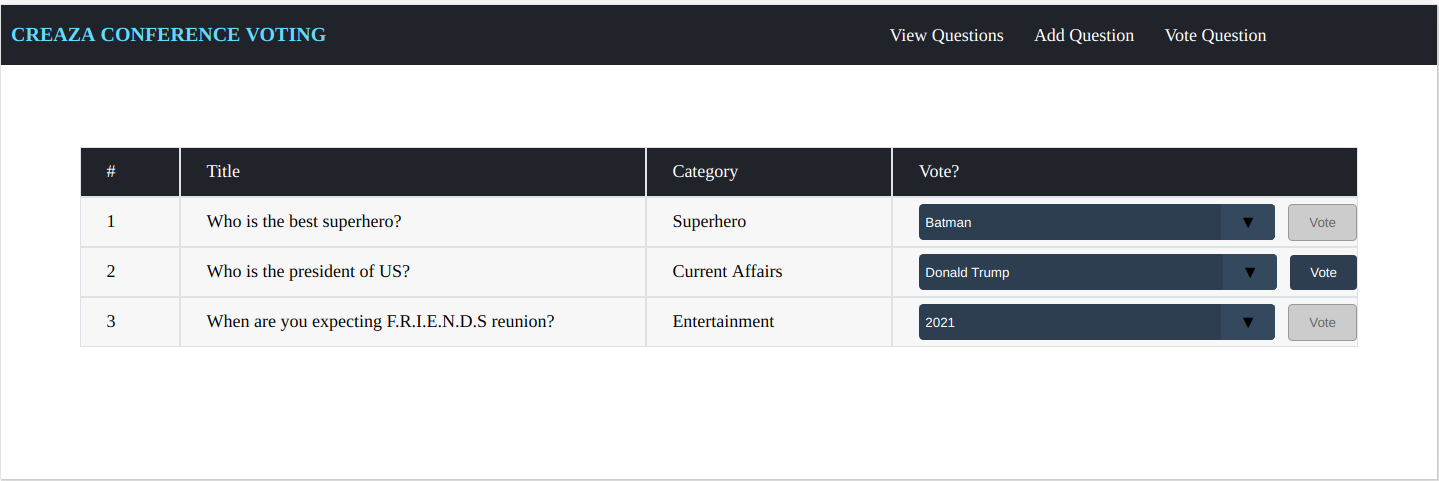 CREAZA CONFERENCE VOTING View Questions Add Question Vote Question
# Title Category Vote?
1 Who is the best superhero? Superhero Batman ▼ Vote
2 Who is the president of US? Current Affairs Donald Trump ▼ Vote
3 When are you expecting F.R.I.E.N.D.S reunion? Entertainment 2021 ▼ Vote